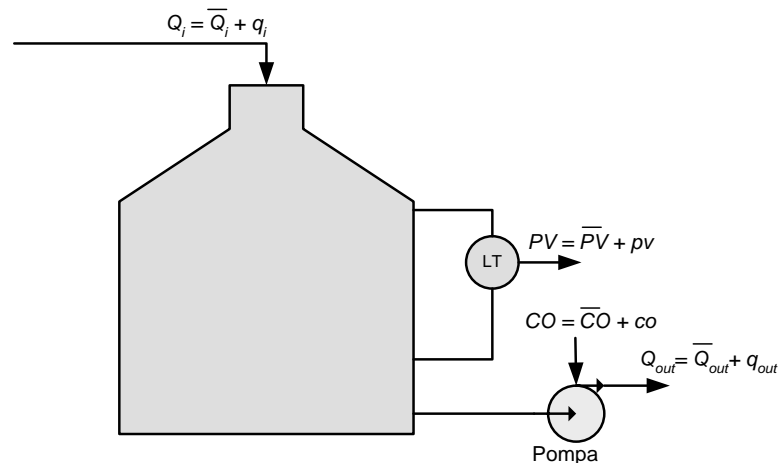 Qᵢ = Q̅ᵢ + qᵢ
PV = P̅V̅ + pv
LT
CO = C̅O̅ + co
Qₒᵤₜ = Q̅ₒᵤₜ + qₒᵤₜ
Pompa